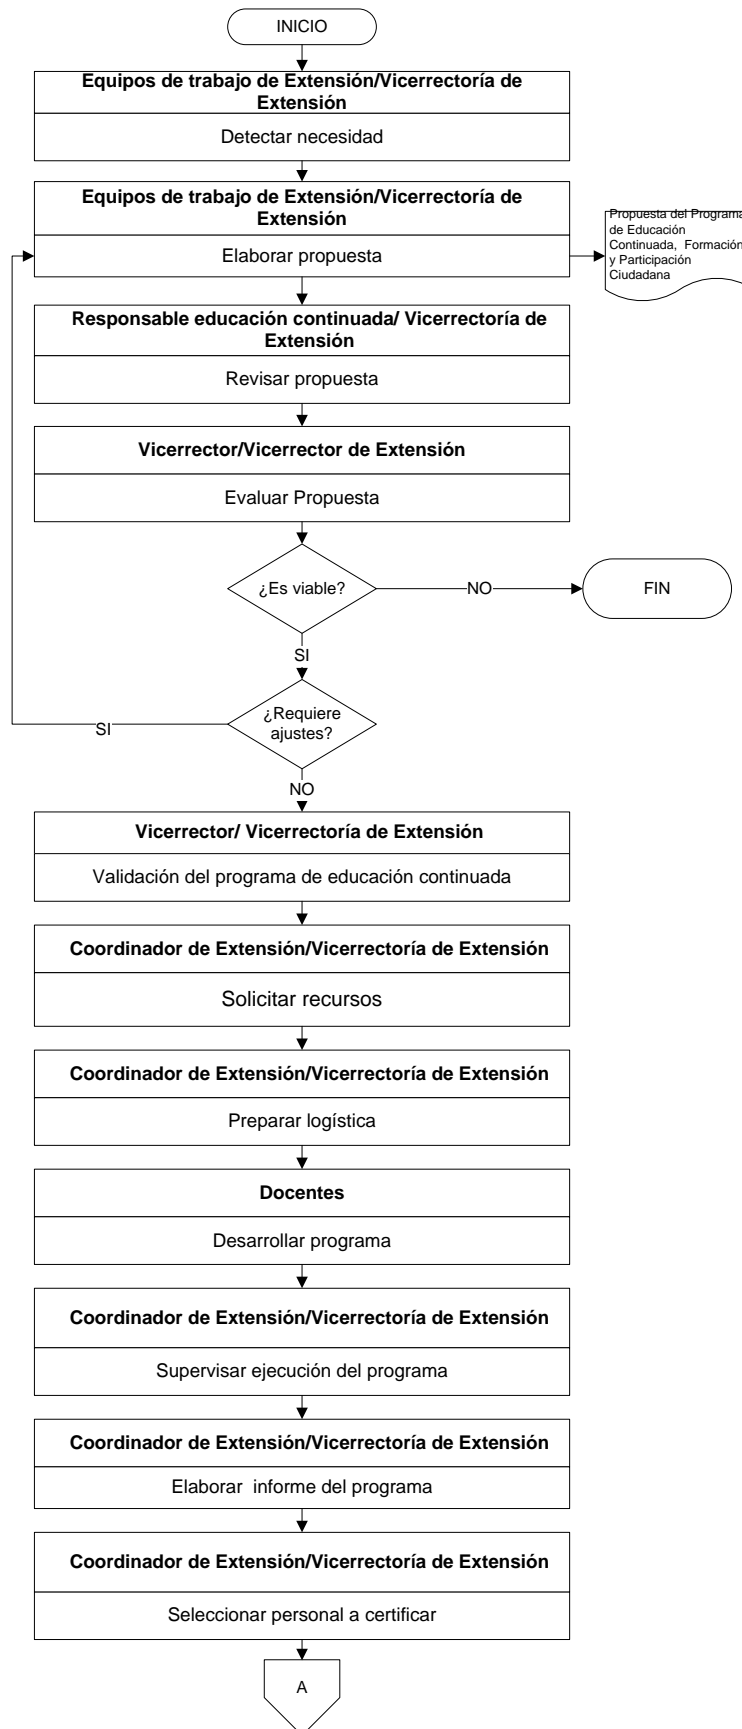 INICIO
Equipos de trabajo de Extensión/Vicerrectoría de
Extensión
Detectar necesidad
Equipos de trabajo de Extensión/Vicerrectoría de
Extensión
Elaborar propuesta
Propuesta del Programa
de Educación
Continuada, Formación
y Participación
Ciudadana
Responsable educación continuada/ Vicerrectoría de
Extensión
Revisar propuesta
Vicerrector/Vicerrector de Extensión
Evaluar Propuesta
¿Es viable?
NO
FIN
SI
¿Requiere
ajustes?
SI
NO
Vicerrector/ Vicerrectoría de Extensión
Validación del programa de educación continuada
Coordinador de Extensión/Vicerrectoría de Extensión
Solicitar recursos
Coordinador de Extensión/Vicerrectoría de Extensión
Preparar logística
Docentes
Desarrollar programa
Coordinador de Extensión/Vicerrectoría de Extensión
Supervisar ejecución del programa
Coordinador de Extensión/Vicerrectoría de Extensión
Elaborar  informe del programa
Coordinador de Extensión/Vicerrectoría de Extensión
Seleccionar personal a certificar
A